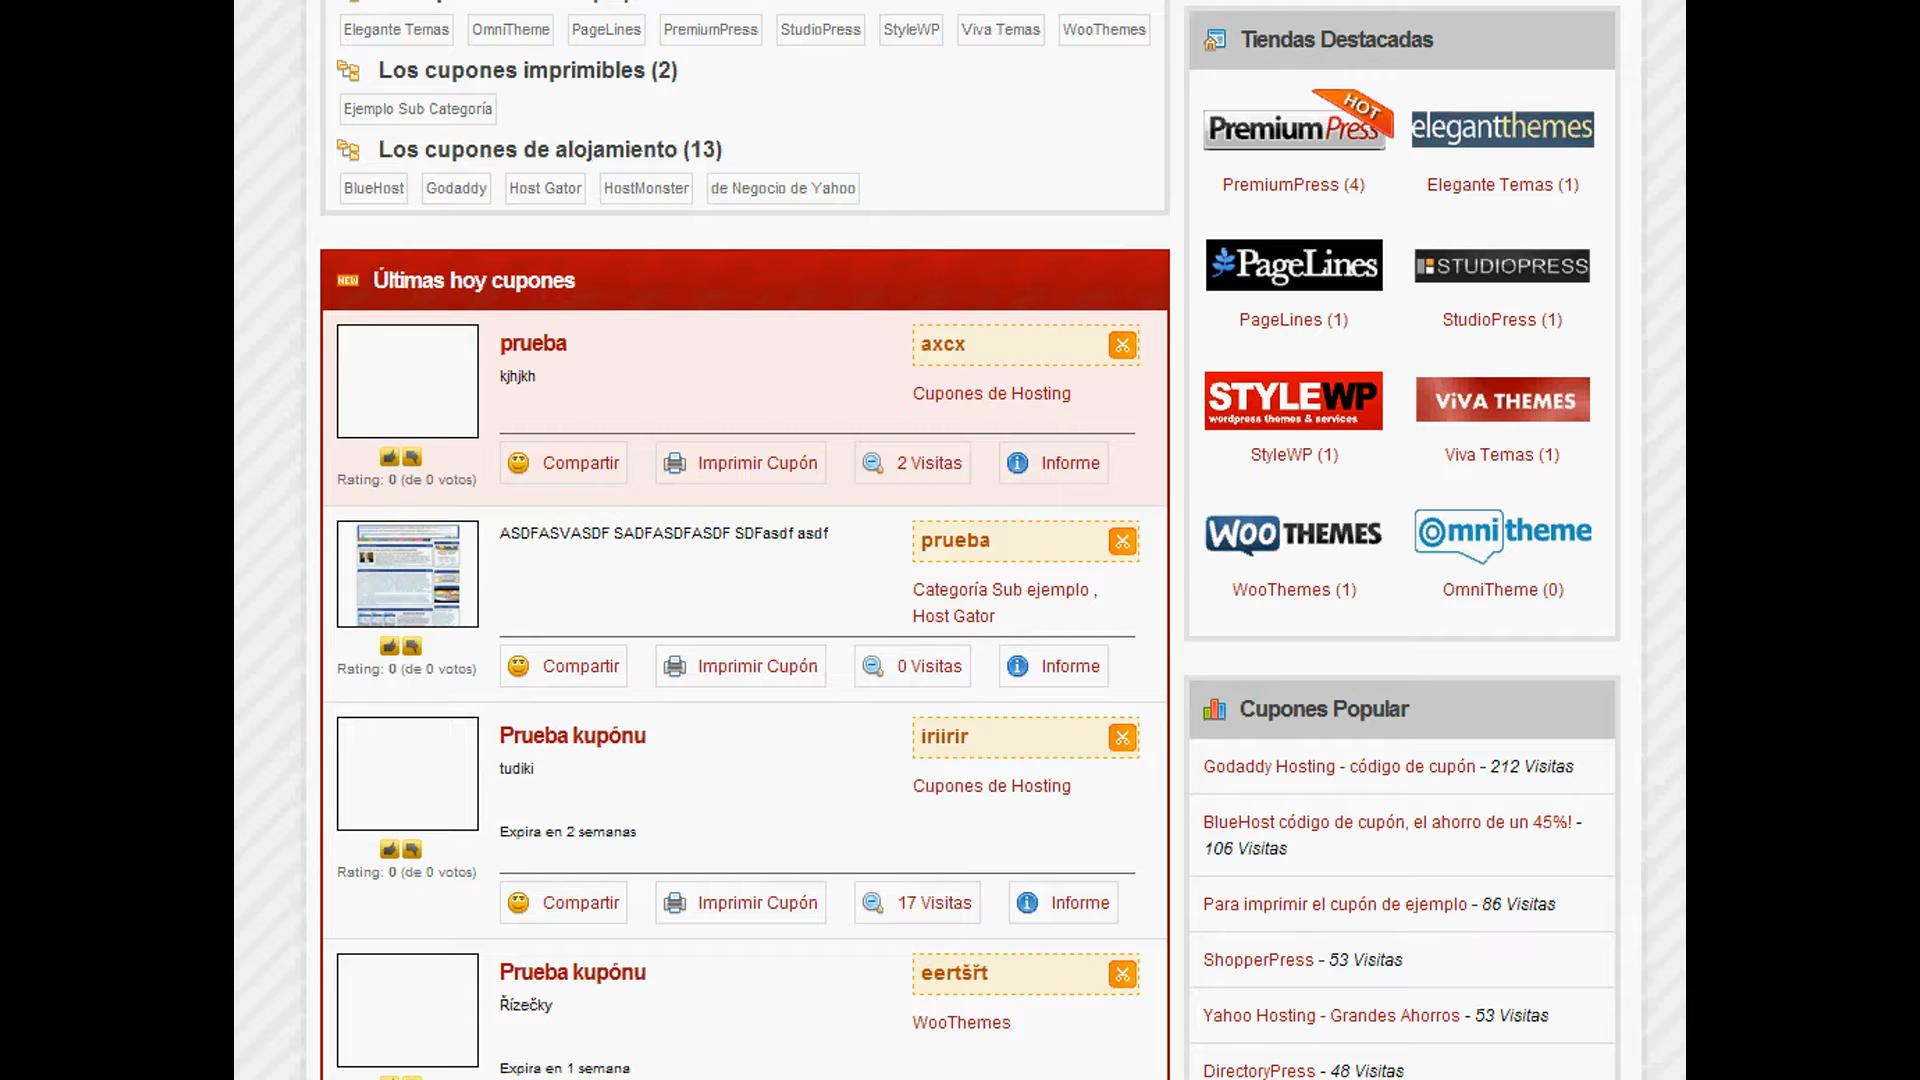 Elegante Temas OmniTheme PageLines PremiumPress StudioPress StyleWP Viva Temas WooThemes
Los cupones imprimibles (2)
Ejemplo Sub Categoría
Los cupones de alojamiento (13)
BlueHost Godaddy Host Gator HostMonster de Negocio de Yahoo
NEW Últimas hoy cupones
prueba
kjhjkh
axcx
Cupones de Hosting
Compartir Imprimir Cupón 2 Visitas Informe
Rating: 0 (de 0 votos)
ASDFASVASDF SADFASDFASDF SDFasdf asdf
prueba
Categoría Sub ejemplo ,
Host Gator
Compartir Imprimir Cupón 0 Visitas Informe
Rating: 0 (de 0 votos)
Prueba kupónu
tudiki
iriirir
Cupones de Hosting
Expira en 2 semanas
Rating: 0 (de 0 votos)
Compartir Imprimir Cupón 17 Visitas Informe
Prueba kupónu
Řízečky
eertšřt
WooThemes
Expira en 1 semana
Tiendas Destacadas
HOT
PremiumPress
elegantthemes
PremiumPress (4) Elegante Temas (1)
PageLines STUDIOPRESS
PageLines (1) StudioPress (1)
STYLEWP
wordpress themes & services
ViVA THEMES
StyleWP (1) Viva Temas (1)
WOOTHEMES Omnitheme
WooThemes (1) OmniTheme (0)
Cupones Popular
Godaddy Hosting - código de cupón - 212 Visitas
BlueHost código de cupón, el ahorro de un 45%! -
106 Visitas
Para imprimir el cupón de ejemplo - 86 Visitas
ShopperPress - 53 Visitas
Yahoo Hosting - Grandes Ahorros - 53 Visitas
DirectoryPress - 48 Visitas